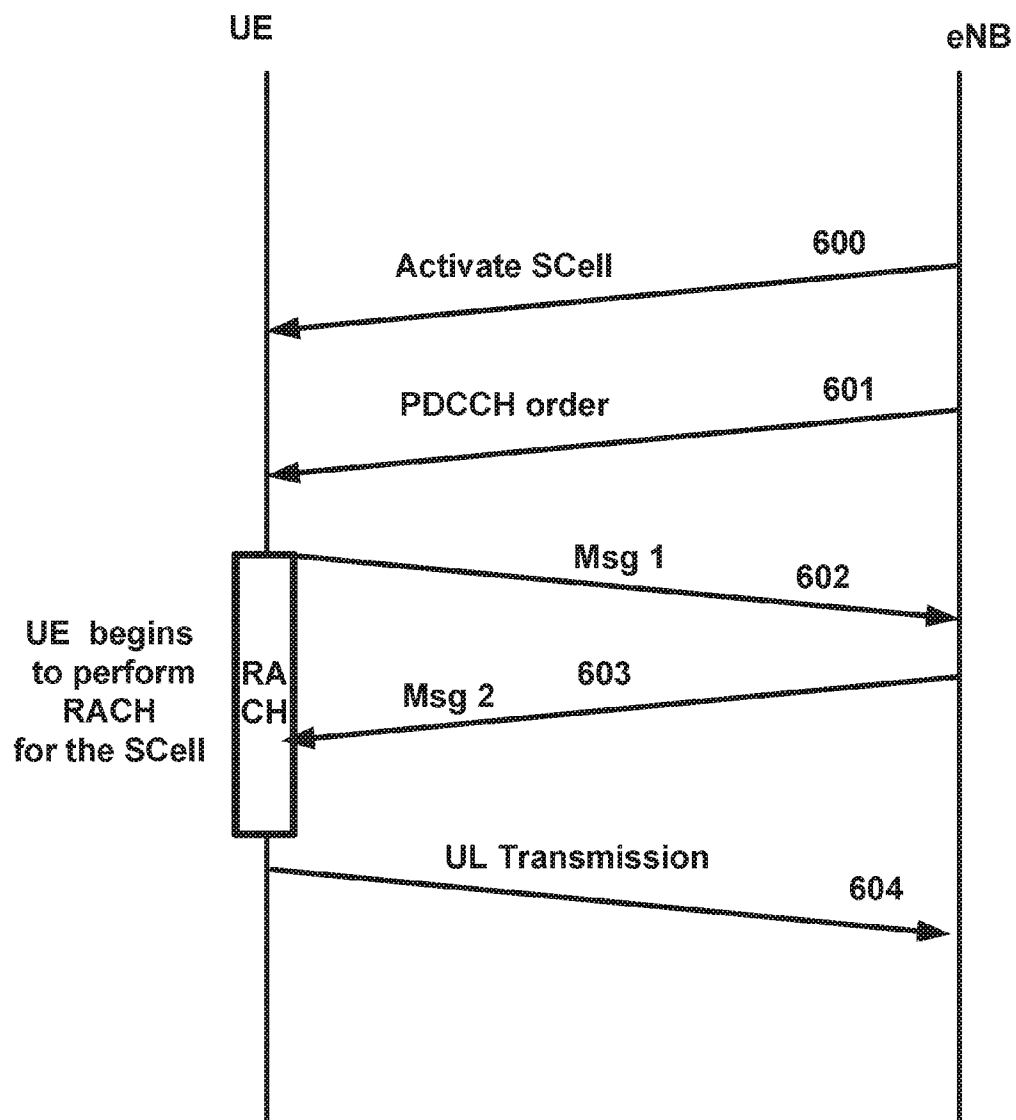 UE
eNB
600
Activate SCell
601
PDCCH order
Msg 1
602
UE begins
to perform
RACH
for the SCell
RA
CH
603
Msg 2
UL Transmission
604